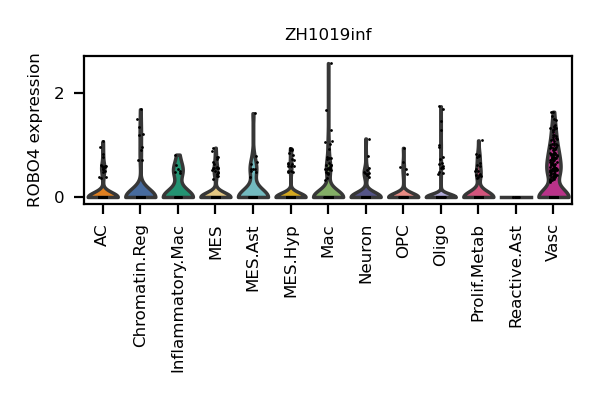 ZH1019inf
ROBO4 expression
2
0
AC
Chromatin.Reg
Inflammatory.Mac
MES
MES.Ast
MES.Hyp
Mac
Neuron
OPC
Oligo
Prolif.Metab
Reactive.Ast
Vasc